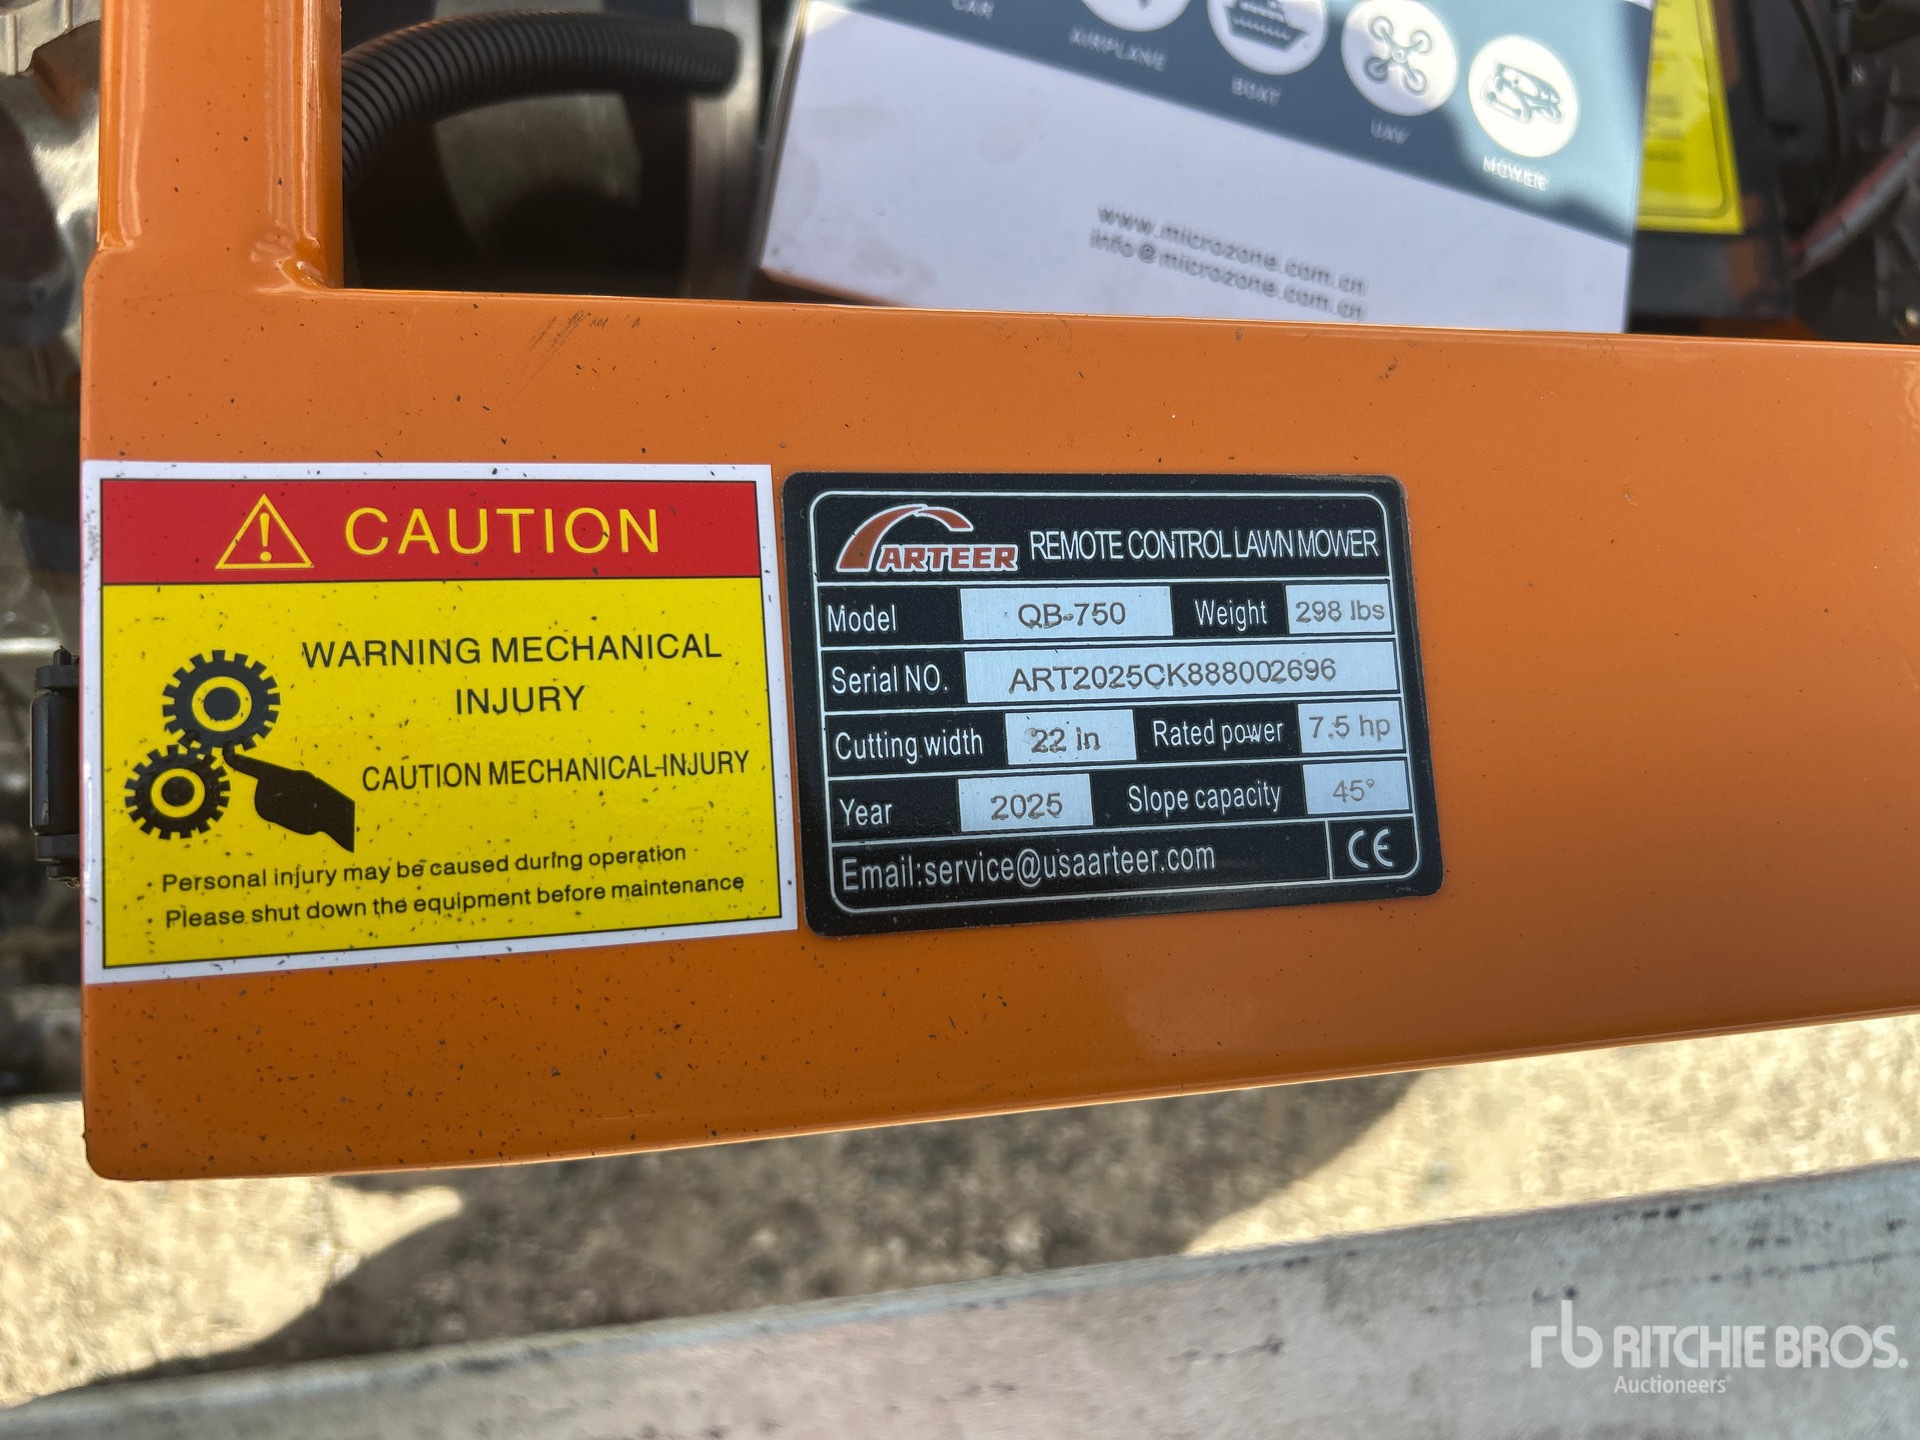 CAR
AIRPLANE
BOAT
UAV
MOWER
www.microzone.com.cn
info@microzone.com.cn
CAUTION
WARNING MECHANICAL
INJURY
CAUTION MECHANICAL-INJURY
· Personal injury may be caused during operation
· Please shut down the equipment before maintenance
ARTEER REMOTE CONTROL LAWN MOWER
Model QB-750 Weight 298 lbs
Serial NO. ART2025CK888002696
Cutting width 22 in Rated power 7.5 hp
Year 2025 Slope capacity 45°
Email:service@usaarteer.com CE
rb RITCHIE BROS.
Auctioneers